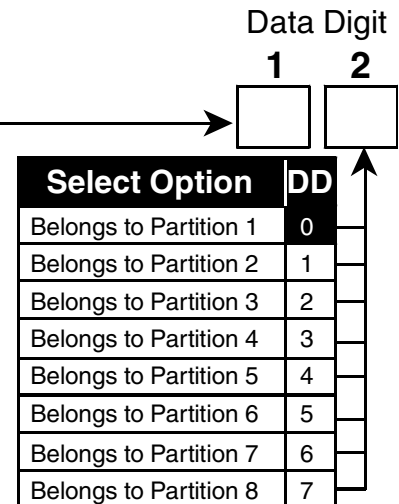 Data Digit
1 2
Select Option DD
Belongs to Partition 1 0
Belongs to Partition 2 1
Belongs to Partition 3 2
Belongs to Partition 4 3
Belongs to Partition 5 4
Belongs to Partition 6 5
Belongs to Partition 7 6
Belongs to Partition 8 7